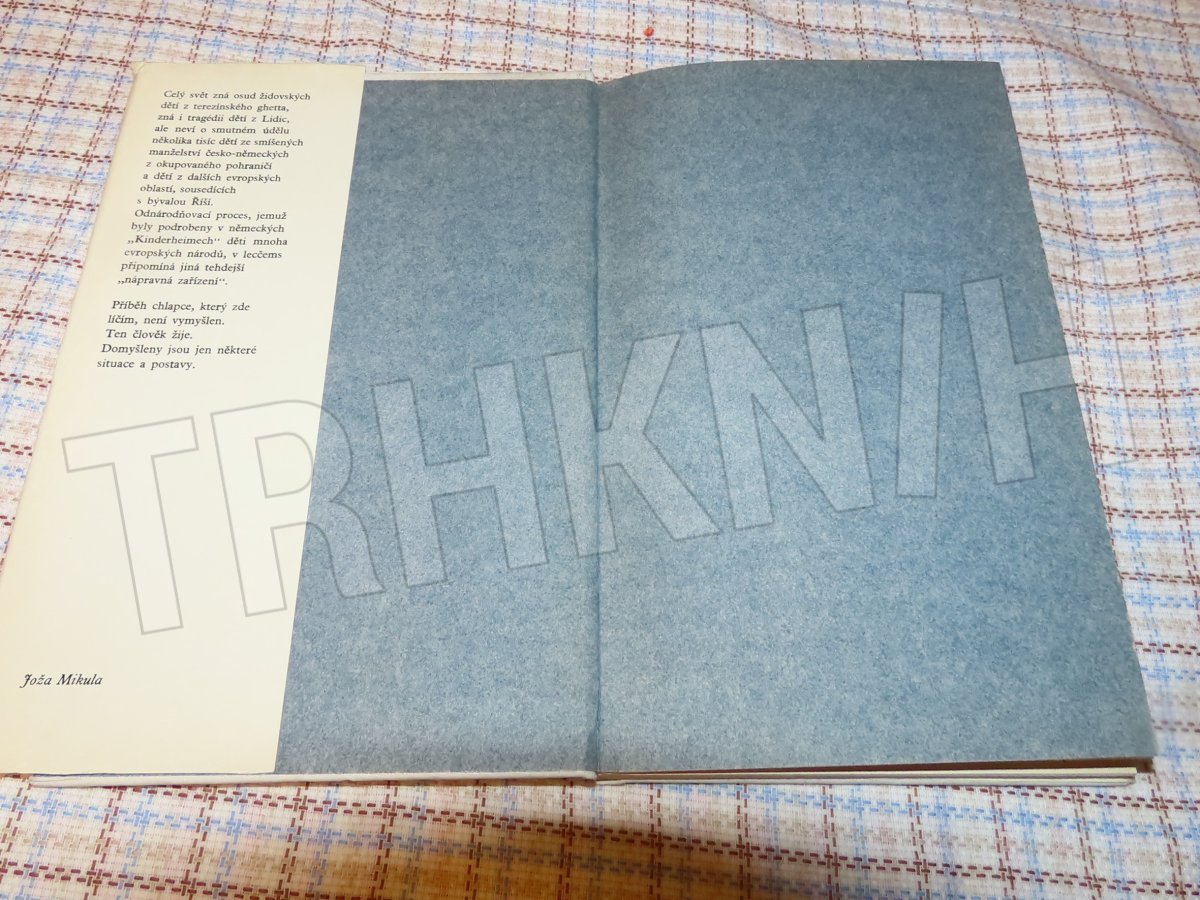 Celý svět zná osud židovských
dětí z terezínského ghetta,
zná i tragédii dětí z Lidic,
ale neví o smutném údělu
několika tisíc dětí ze smíšených
manželství česko-německých
z okupovaného pohraničí
a dětí z dalších evropských
oblastí, sousedících
s bývalou Říší.
Odnárodňovací proces, jemuž
byly podrobeny v německých
„Kinderheimech“ děti mnoha
evropských národů, v lecčems
připomíná jiná tehdejší
„nápravná zařízení“.
Příběh chlapce, který zde
líčím, není vymyšlen.
Ten člověk žije.
Domyšleny jsou jen některé
situace a postavy.
Joža Mikula
TRHKNIH